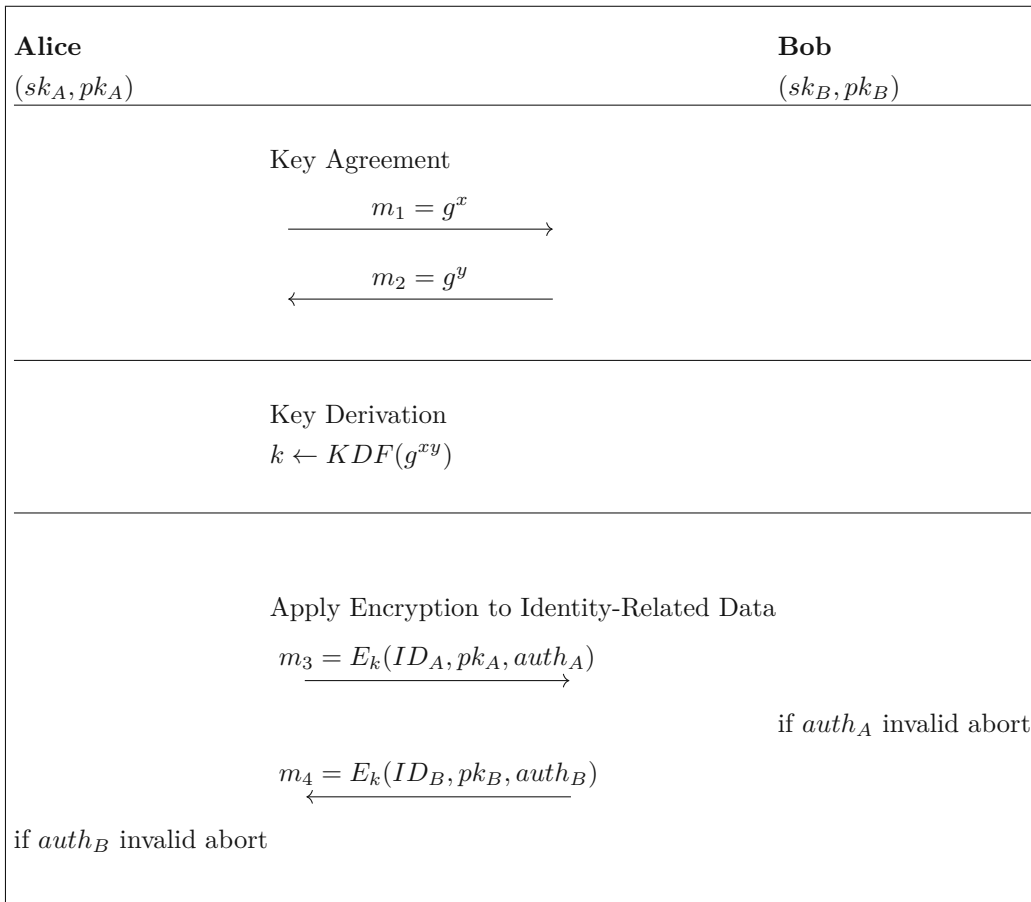 Alice Bob
(sk_A, pk_A) (sk_B, pk_B)
Key Agreement
m_1 = g^x
m_2 = g^y
Key Derivation
k ← KDF(g^{xy})
Apply Encryption to Identity-Related Data
m_3 = E_k(ID_A, pk_A, auth_A)
if auth_A invalid abort
m_4 = E_k(ID_B, pk_B, auth_B)
if auth_B invalid abort